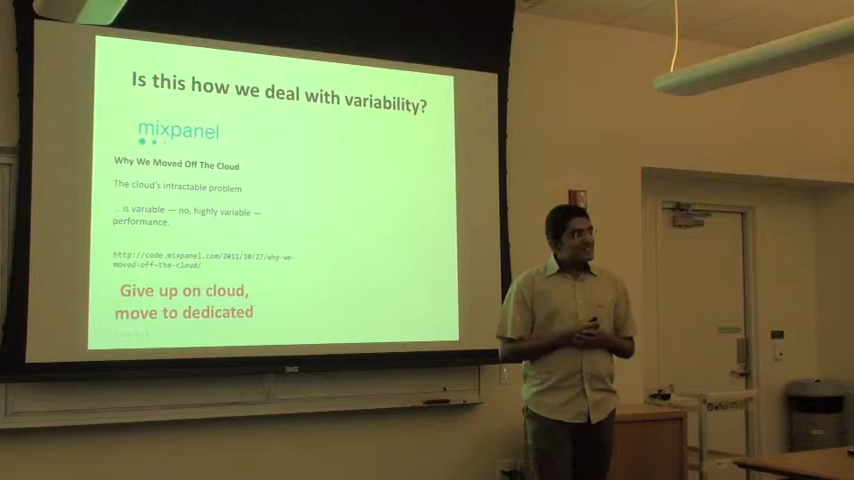 Is this how we deal with variability?
mixpanel
Why We Moved Off The Cloud
The cloud's intractable problem
... is variable — no, highly variable —
performance.
http://code.mixpanel.com/2011/10/27/why-we-
moved-off-the-cloud/
Give up on cloud,
move to dedicated